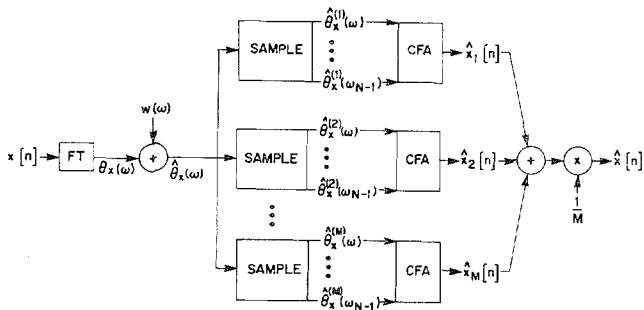 θ̂x^(1)(ω)
SAMPLE
CFA
x̂1[n]
θ̂x^(1)(ωN-1)
w(ω)
x[n]
FT
θx(ω)
+
θ̂x(ω)
θ̂x^(2)(ω)
SAMPLE
CFA
x̂2[n]
θ̂x^(2)(ωN-1)
+
x
x̂[n]
1/M
θ̂x^(M)(ω)
SAMPLE
CFA
x̂M[n]
θ̂x^(M)(ωN-1)